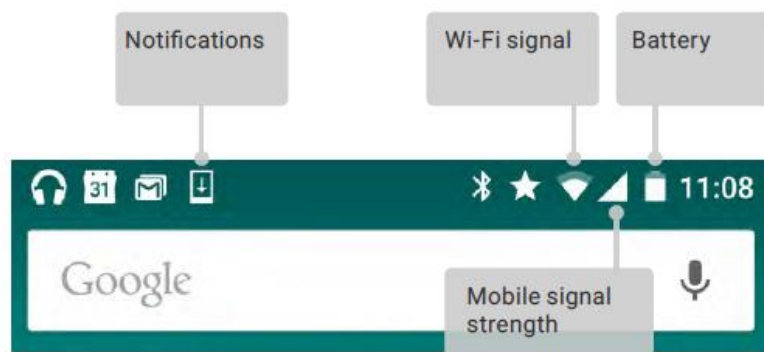 Notifications
Wi-Fi signal
Battery
31
11:08
Google
Mobile signal
strength